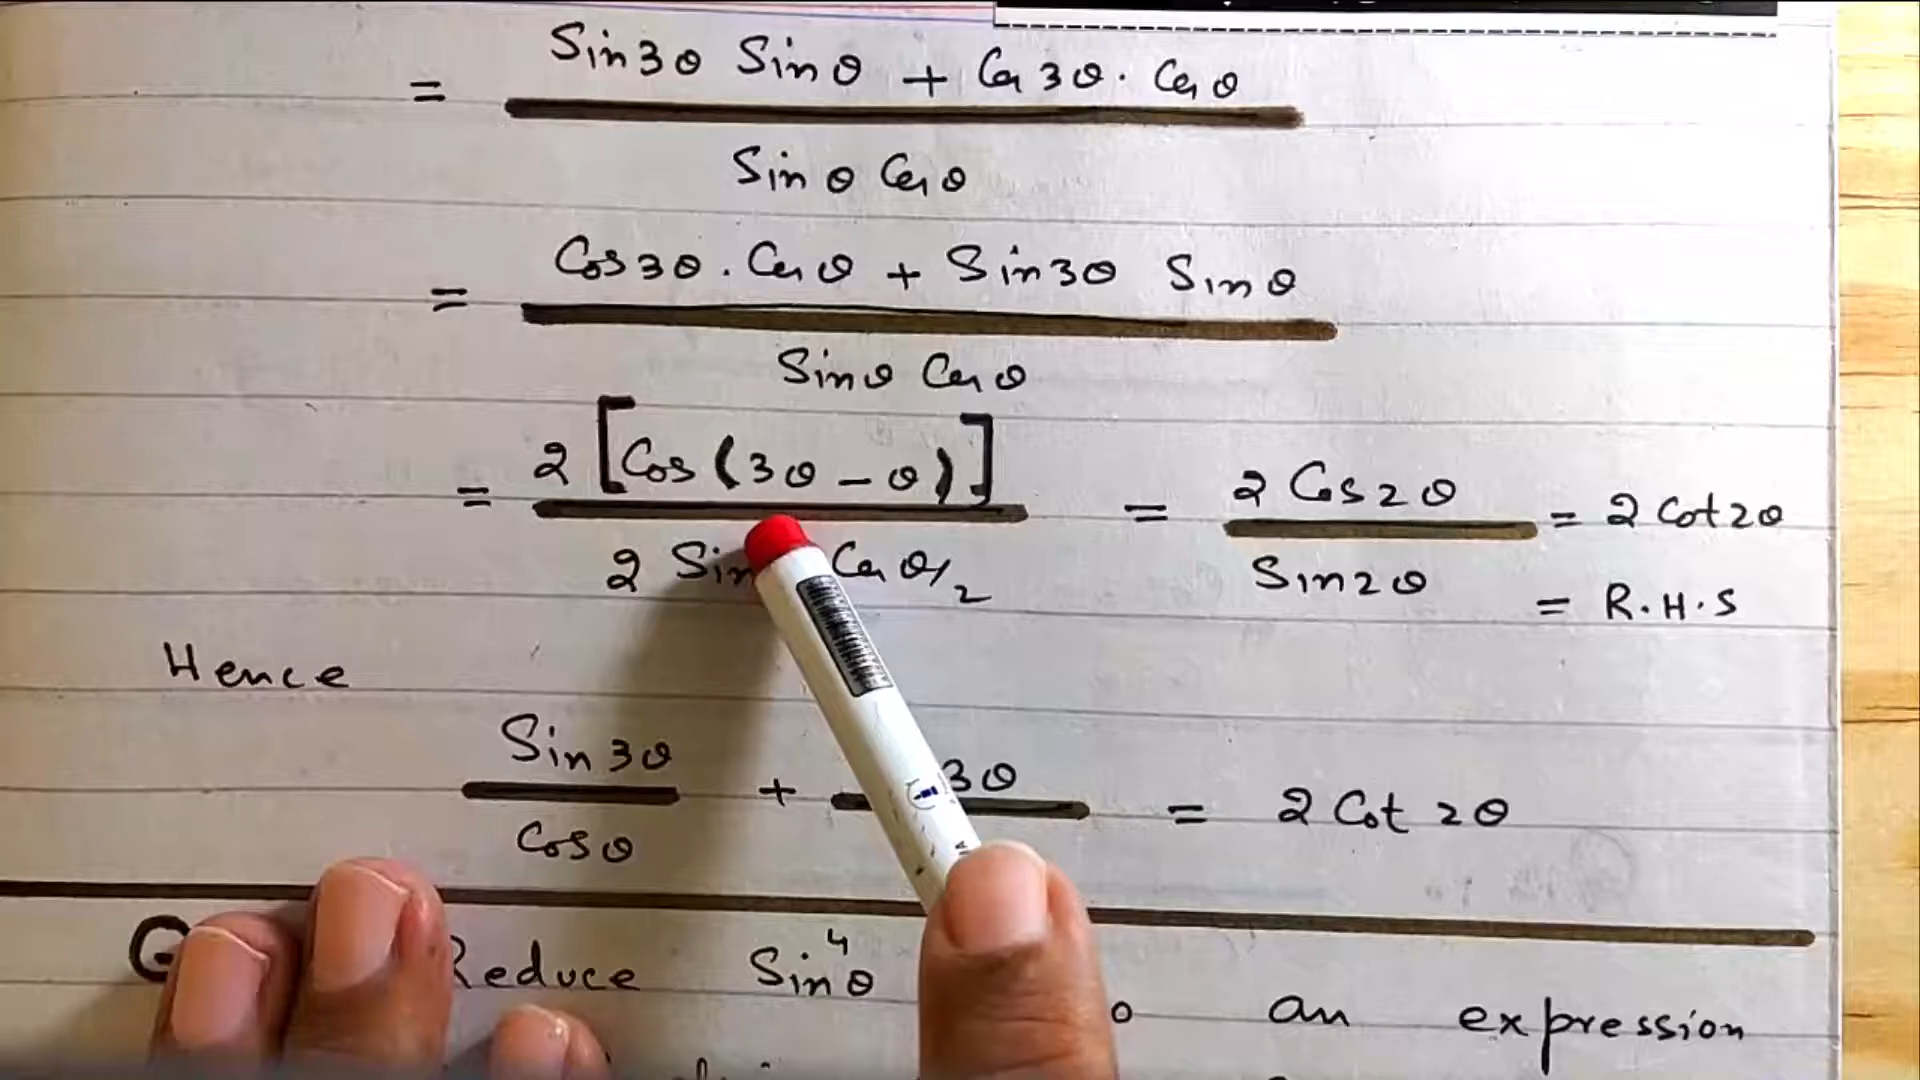 = Sin3θ Sinθ + Cos3θ . Cosθ
Sinθ Cosθ
= Cos3θ . Cosθ + Sin3θ Sinθ
Sinθ Cosθ
= 2 [Cos(3θ - θ)] = 2 Cos2θ = 2 Cot2θ
2 Sin Cosθ/2 Sin2θ = R.H.S
Hence
Sin3θ + 3θ = 2 Cot 2θ
Cosθ
Reduce Sin⁴θ an expression